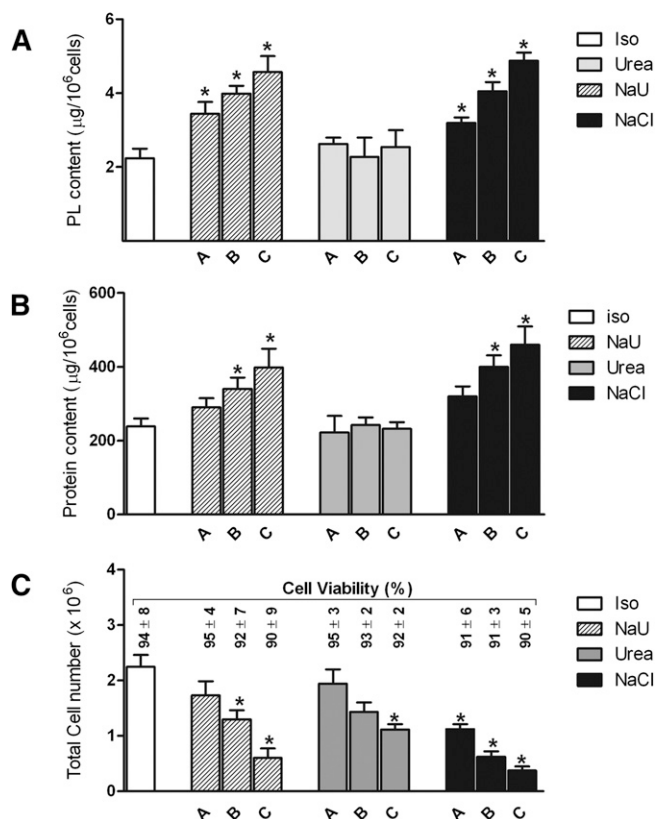 A
PL content (μg/10⁶cells)
6
4
2
A
B
C
A
B
C
A
B
C
Iso
Urea
NaU
NaCl
B
Protein content (μg/10⁶cells)
600
400
200
0
A
B
C
A
B
C
A
B
C
iso
NaU
Urea
NaCl
C
Total Cell number (x 10⁶)
4
3
2
1
0
Cell Viability (%)
94 ± 8
95 ± 4
92 ± 7
90 ± 9
95 ± 3
93 ± 2
92 ± 2
91 ± 6
91 ± 3
90 ± 5
A
B
C
A
B
C
A
B
C
Iso
NaU
Urea
NaCl